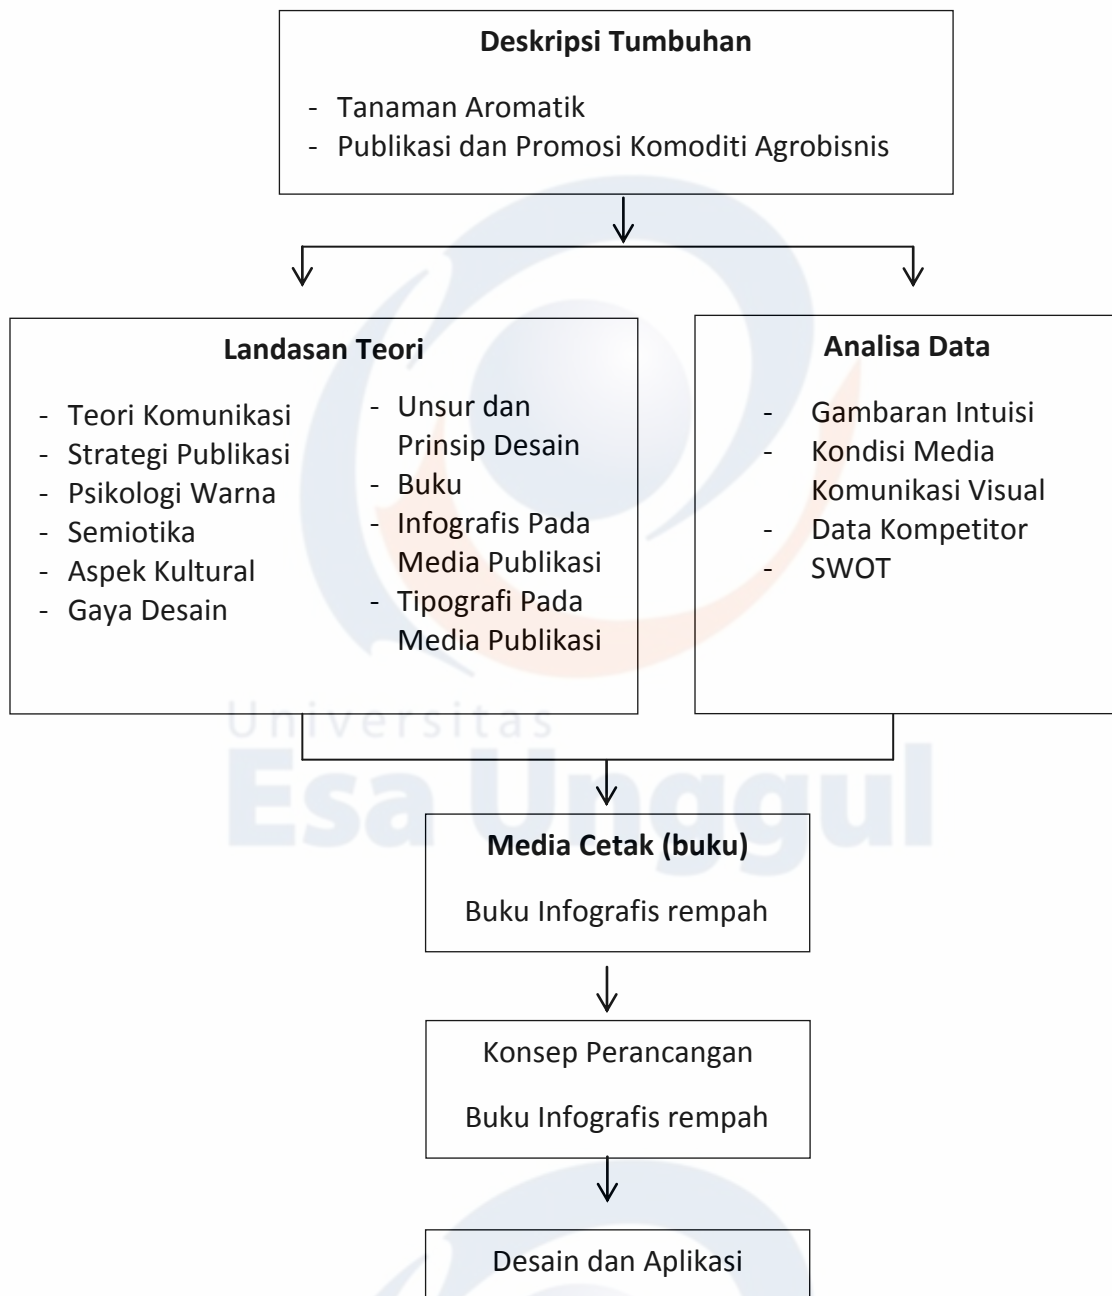 Deskripsi Tumbuhan
- Tanaman Aromatik
- Publikasi dan Promosi Komoditi Agrobisnis
Landasan Teori
- Teori Komunikasi
- Strategi Publikasi
- Psikologi Warna
- Semiotika
- Aspek Kultural
- Gaya Desain
- Unsur dan
Prinsip Desain
- Buku
- Infografis Pada
Media Publikasi
- Tipografi Pada
Media Publikasi
Analisa Data
- Gambaran Intuisi
- Kondisi Media
Komunikasi Visual
- Data Kompetitor
- SWOT
Universitas
Esa Unggul
Media Cetak (buku)
Buku Infografis rempah
Konsep Perancangan
Buku Infografis rempah
Desain dan Aplikasi